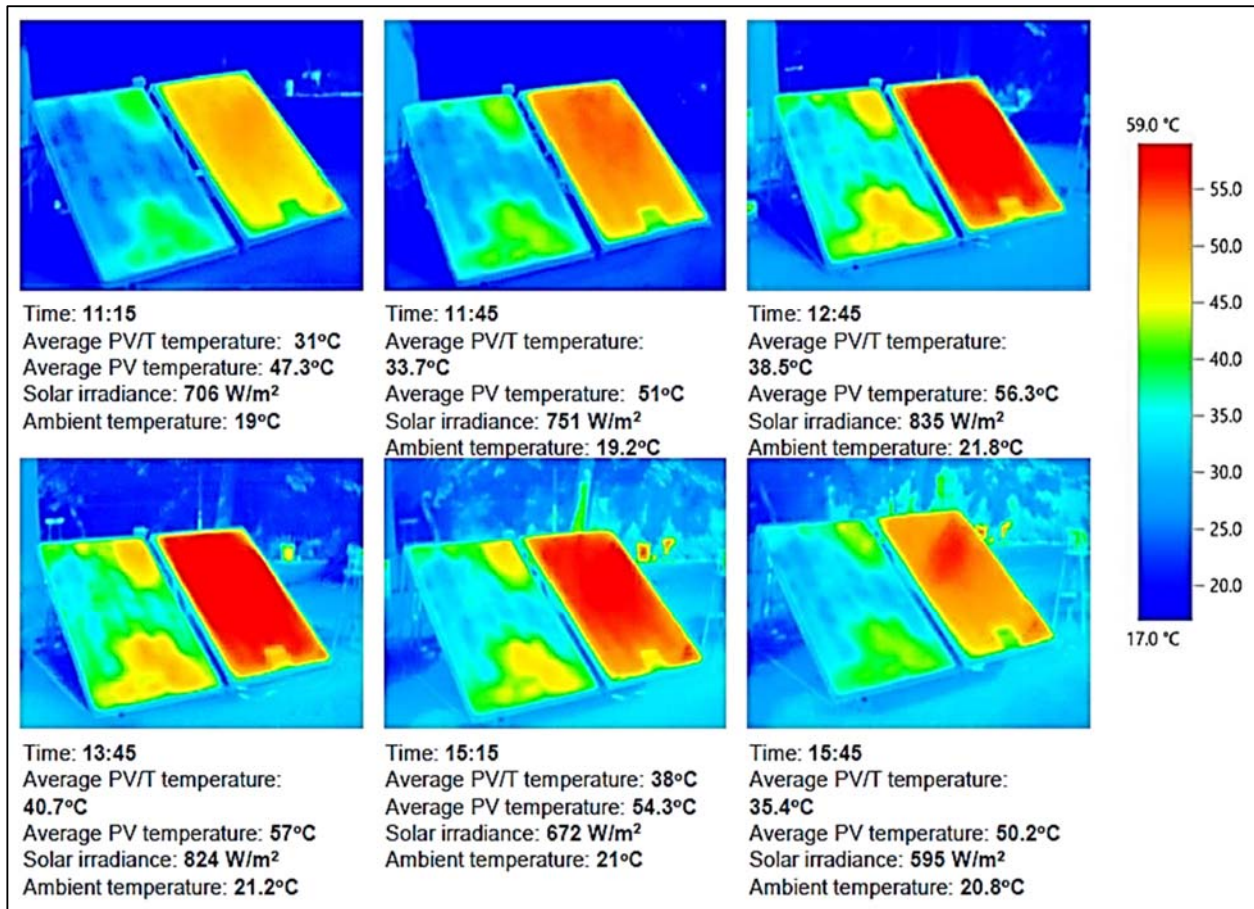 Time: 11:15
Average PV/T temperature: 31°C
Average PV temperature: 47.3°C
Solar irradiance: 706 W/m²
Ambient temperature: 19°C
Time: 11:45
Average PV/T temperature:
33.7°C
Average PV temperature: 51°C
Solar irradiance: 751 W/m²
Ambient temperature: 19.2°C
Time: 12:45
Average PV/T temperature:
38.5°C
Average PV temperature: 56.3°C
Solar irradiance: 835 W/m²
Ambient temperature: 21.8°C
59.0 °C
55.0
50.0
45.0
40.0
35.0
30.0
25.0
20.0
17.0 °C
Time: 13:45
Average PV/T temperature:
40.7°C
Average PV temperature: 57°C
Solar irradiance: 824 W/m²
Ambient temperature: 21.2°C
Time: 15:15
Average PV/T temperature: 38°C
Average PV temperature: 54.3°C
Solar irradiance: 672 W/m²
Ambient temperature: 21°C
Time: 15:45
Average PV/T temperature:
35.4°C
Average PV temperature: 50.2°C
Solar irradiance: 595 W/m²
Ambient temperature: 20.8°C